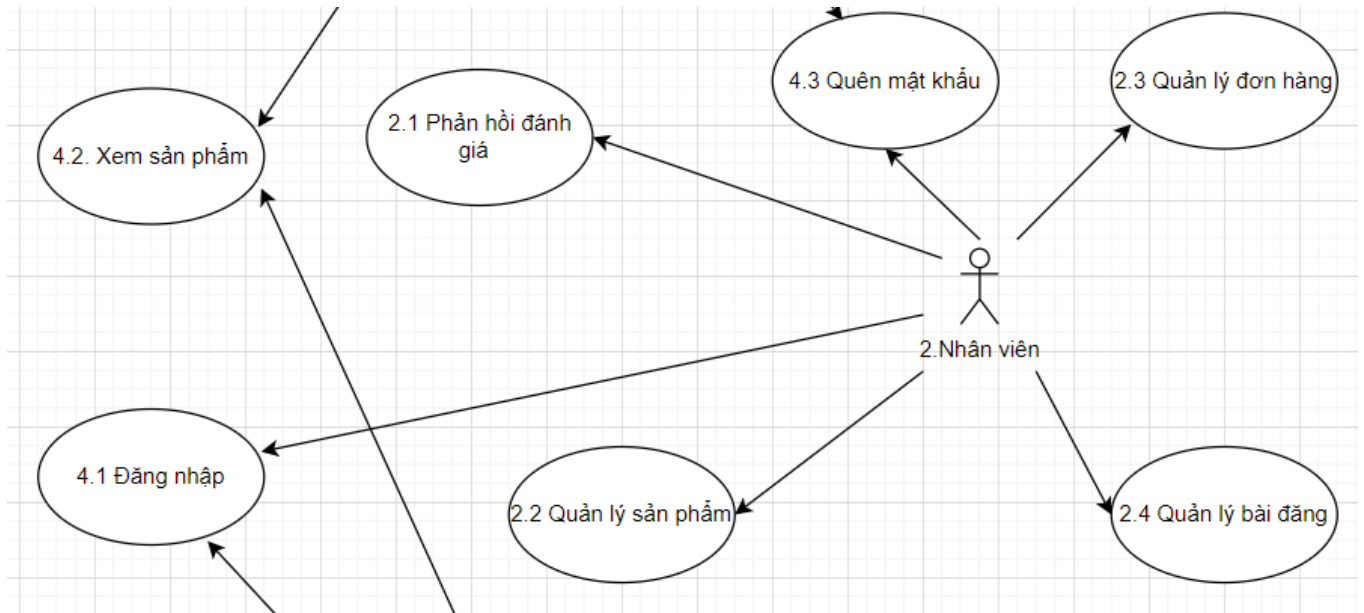 4.3 Quên mật khẩu
2.3 Quản lý đơn hàng
2.1 Phản hồi đánh
giá
4.2. Xem sản phẩm
2.Nhân viên
4.1 Đăng nhập
2.2 Quản lý sản phẩm
2.4 Quản lý bài đăng